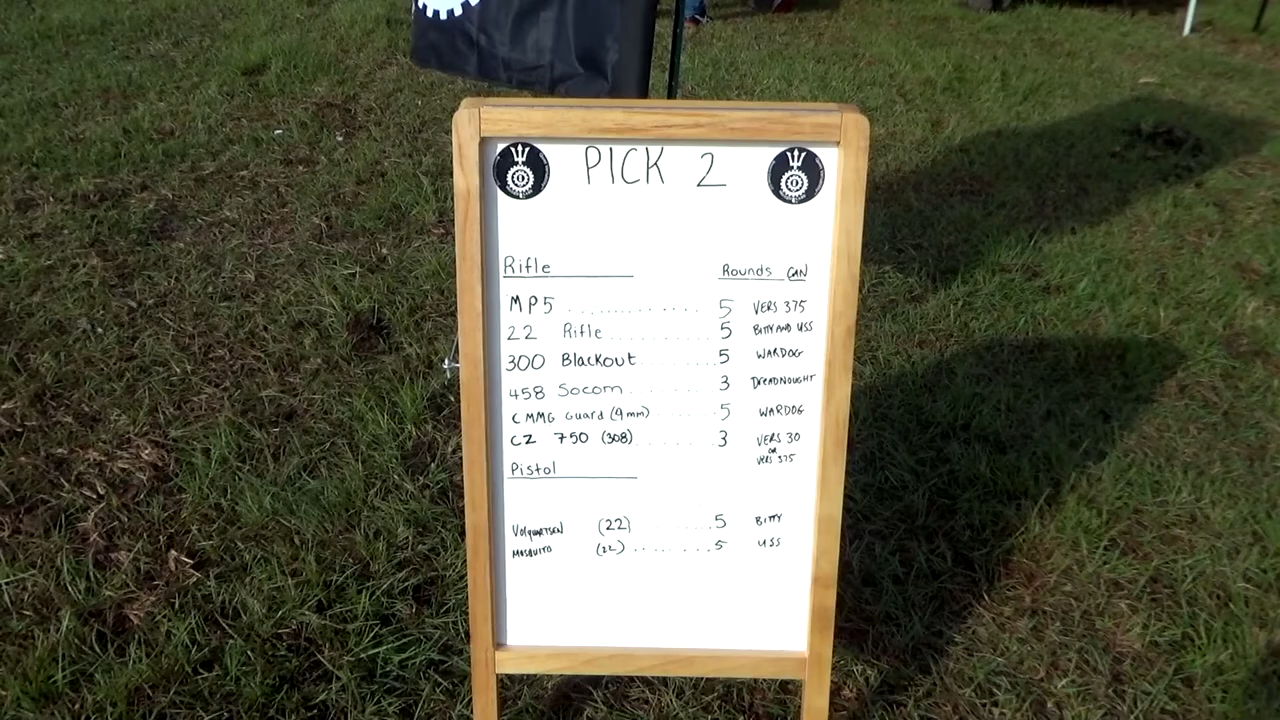 PICK 2
Rifle Rounds CAN
MP5 .............. 5 VERS 375
22 Rifle .......... 5 BITTY AND USS
300 Blackout ....... 5 WARDOG
458 Socom ......... 3 DREADNOUGHT
CMMG Guard (9mm) ...... 5 WARDOG
CZ 750 (308) ........ 3 VERS 30
OR
VERS 375
Pistol
VOLQUARTSEN (22) ....... 5 BITTY
MOSQUITO (22) ........ 5 USS